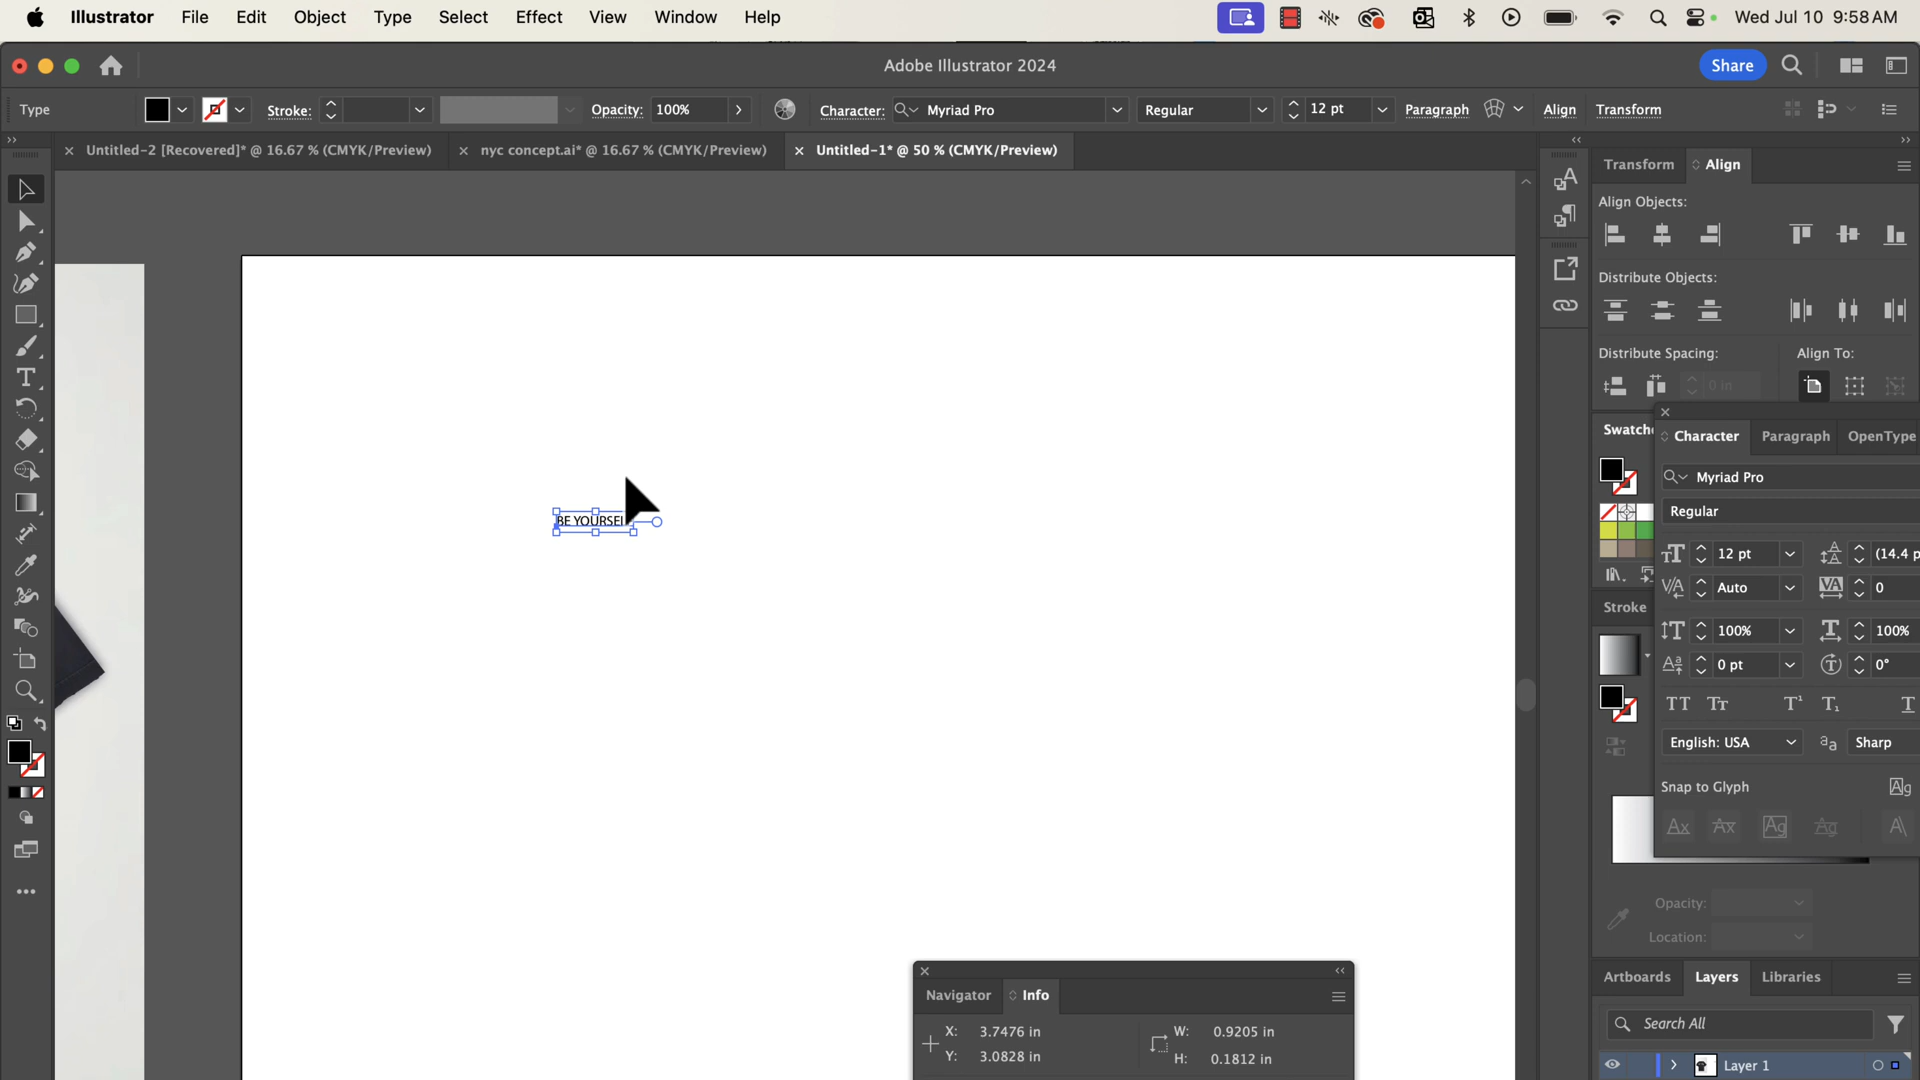 Illustrator File Edit Object Type Select Effect View Window Help Wed Jul 10 9:58 AM
Adobe Illustrator 2024 Share
Type Stroke: Opacity: 100% Character: Myriad Pro Regular 12 pt Paragraph Align Transform
Untitled-2 [Recovered]* @ 16.67 % (CMYK/Preview) nyc concept.ai* @ 16.67 % (CMYK/Preview) Untitled-1* @ 50 % (CMYK/Preview)
Transform Align
Align Objects:
Distribute Objects:
Distribute Spacing: Align To:
0 in
Swatche
Character Paragraph OpenType
Myriad Pro
Regular
12 pt (14.4 p
Auto 0
Stroke
100% 100%
0 pt 0°
English: USA Sharp
Snap to Glyph
BE YOURSEL
Opacity:
Location:
Artboards Layers Libraries
Search All
Layer 1
Navigator Info
X: 3.7476 in W: 0.9205 in
Y: 3.0828 in H: 0.1812 in